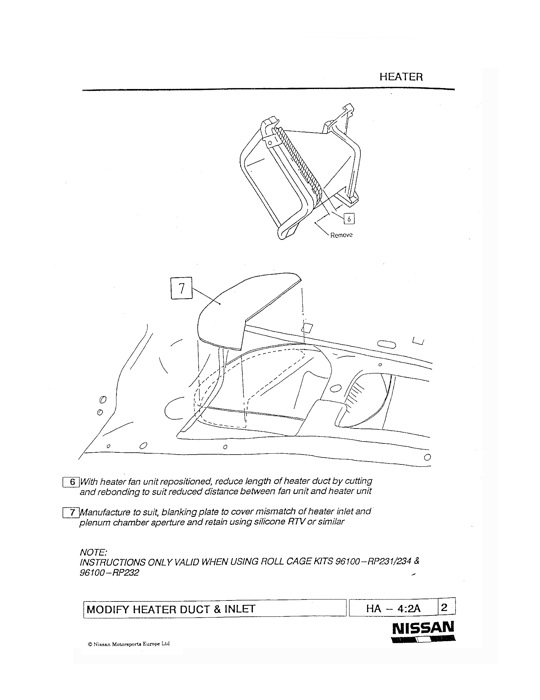 HEATER
6
Remove
7
6 With heater fan unit repositioned, reduce length of heater duct by cutting
and rebonding to suit reduced distance between fan unit and heater unit
7 Manufacture to suit, blanking plate to cover mismatch of heater inlet and
plenum chamber aperture and retain using silicone RTV or similar
NOTE:
INSTRUCTIONS ONLY VALID WHEN USING ROLL CAGE KITS 96100-RP231/234 &
96100-RP232
MODIFY HEATER DUCT & INLET HA - 4:2A 2
NISSAN
© Nissan Motorsports Europe Ltd